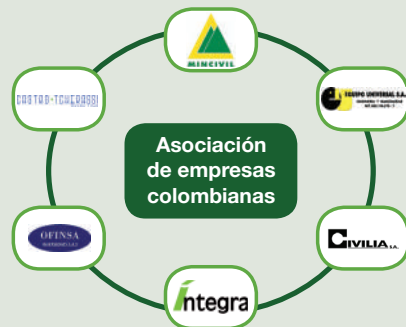 MINCIVIL
CASTRO·TCHERASSI
EQUIPO UNIVERSAL S.A.
Asociación
de empresas
colombianas
OFINSA
CIVILIA S.A.
íntegra